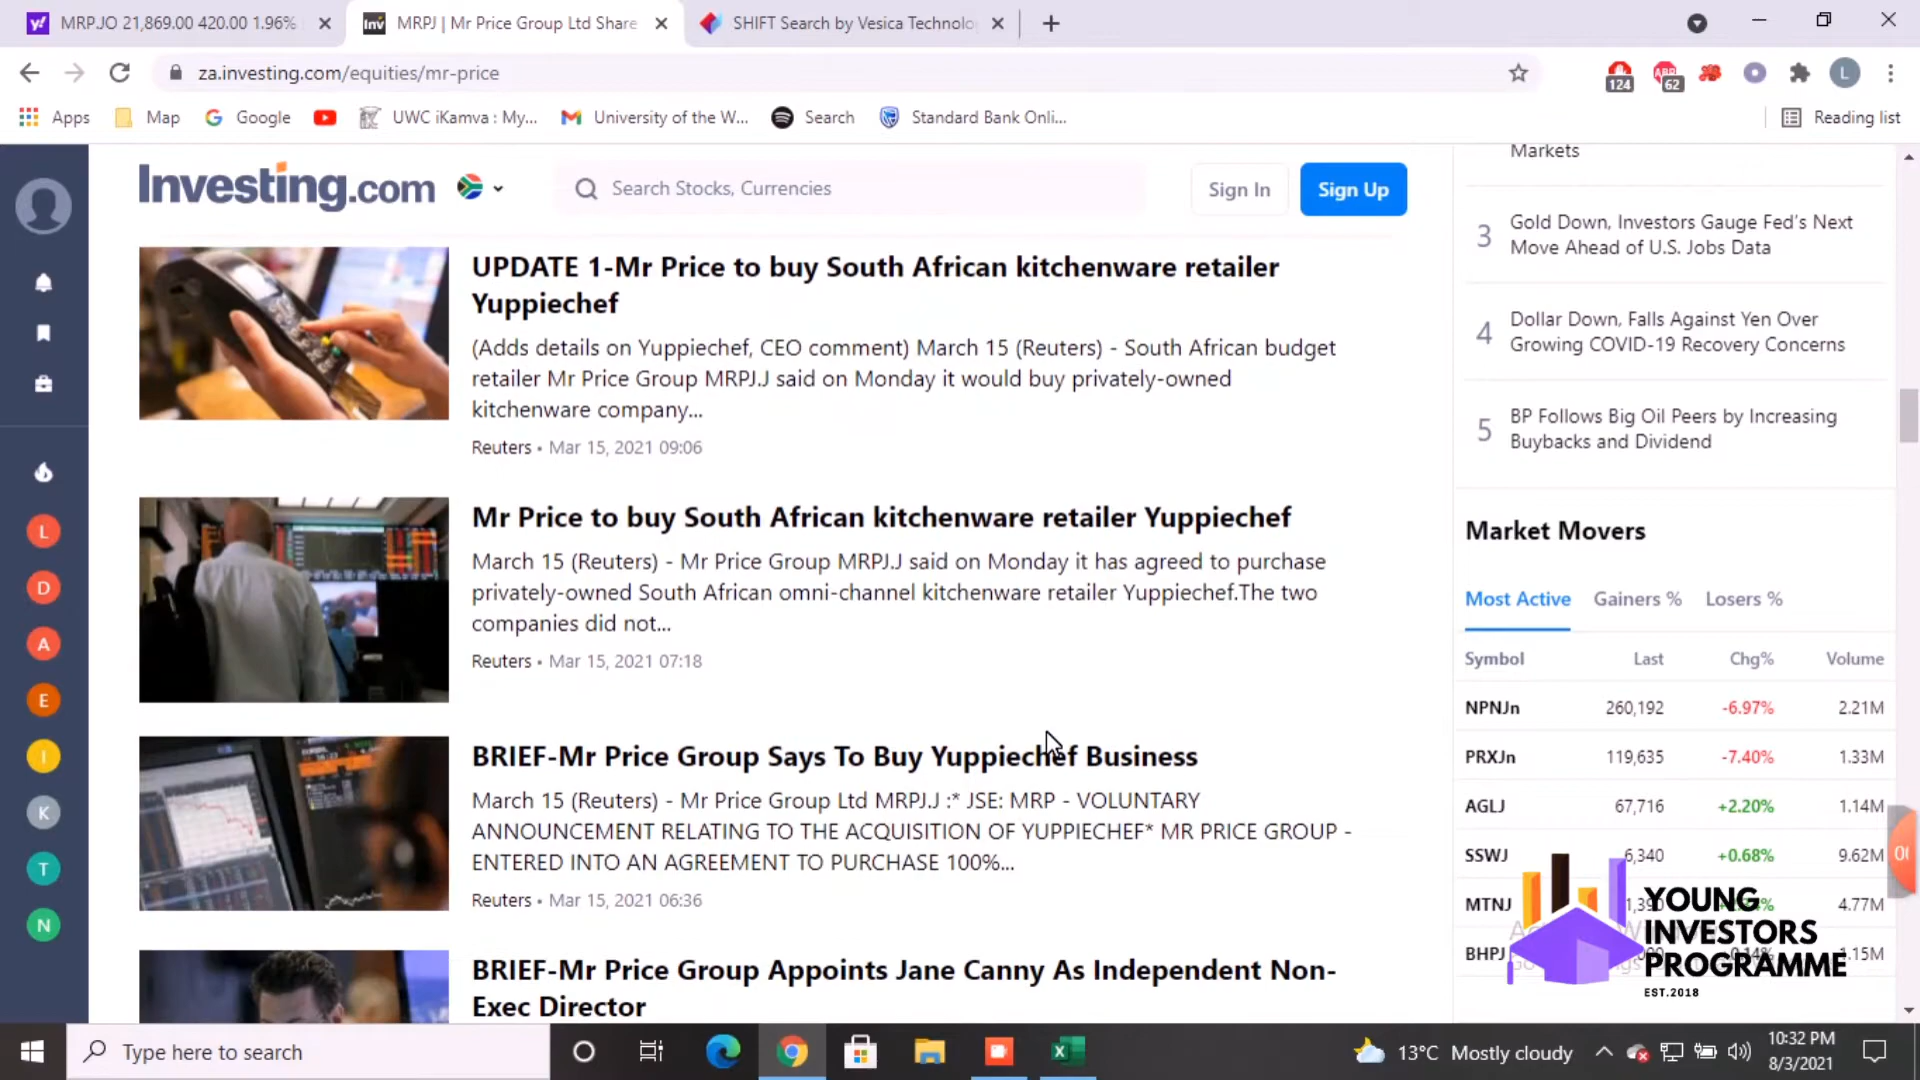 MRP.JO 21,869.00 420.00 1.96%
MRPJ | Mr Price Group Ltd Share
SHIFT Search by Vesica Technolo
za.investing.com/equities/mr-price
124
62
L
Apps
Map
Google
UWC iKamva : My...
University of the W...
Search
Standard Bank Onli...
Reading list
Investing.com
Search Stocks, Currencies
Sign In
Sign Up
UPDATE 1-Mr Price to buy South African kitchenware retailer
Yuppiechef
(Adds details on Yuppiechef, CEO comment) March 15 (Reuters) - South African budget
retailer Mr Price Group MRPJ.J said on Monday it would buy privately-owned
kitchenware company...
Reuters • Mar 15, 2021 09:06
Mr Price to buy South African kitchenware retailer Yuppiechef
March 15 (Reuters) - Mr Price Group MRPJ.J said on Monday it has agreed to purchase
privately-owned South African omni-channel kitchenware retailer Yuppiechef.The two
companies did not...
Reuters • Mar 15, 2021 07:18
BRIEF-Mr Price Group Says To Buy Yuppiechef Business
March 15 (Reuters) - Mr Price Group Ltd MRPJ.J :* JSE: MRP - VOLUNTARY
ANNOUNCEMENT RELATING TO THE ACQUISITION OF YUPPIECHEF* MR PRICE GROUP -
ENTERED INTO AN AGREEMENT TO PURCHASE 100%...
Reuters • Mar 15, 2021 06:36
BRIEF-Mr Price Group Appoints Jane Canny As Independent Non-
Exec Director
L
D
A
E
I
K
T
N
Markets
3
Gold Down, Investors Gauge Fed's Next
Move Ahead of U.S. Jobs Data
4
Dollar Down, Falls Against Yen Over
Growing COVID-19 Recovery Concerns
5
BP Follows Big Oil Peers by Increasing
Buybacks and Dividend
Market Movers
Most Active Gainers % Losers %
Symbol Last Chg% Volume
NPNJn 260,192 -6.97% 2.21M
PRXJn 119,635 -7.40% 1.33M
AGLJ 67,716 +2.20% 1.14M
SSWJ 6,340 +0.68% 9.62M
MTNJ 4.77M
BHPJ
YOUNG
INVESTORS
PROGRAMME
EST.2018
Type here to search
13°C Mostly cloudy
10:32 PM
8/3/2021